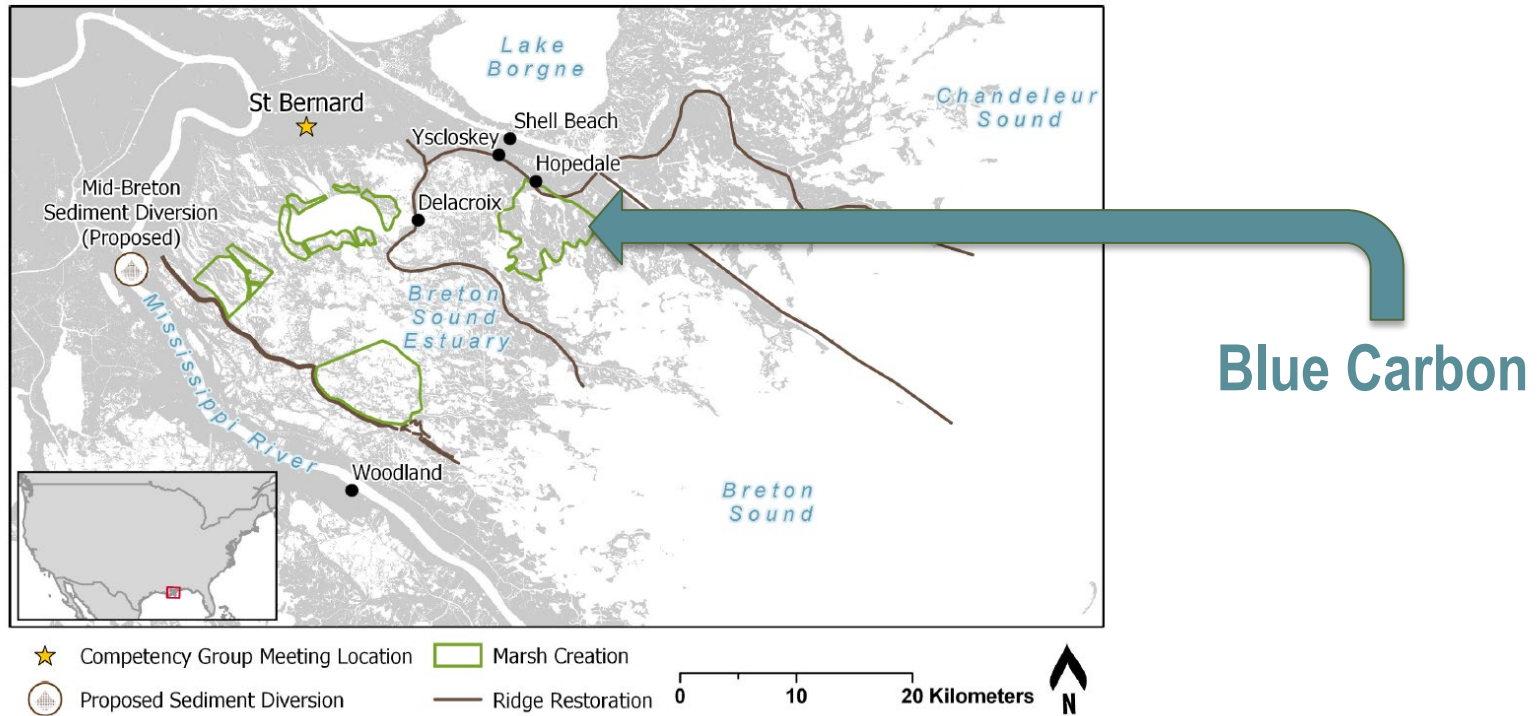 Lake
Borgne
Chandeleur
Sound
St Bernard
Shell Beach
Yscloskey
Hopedale
Mid-Breton
Sediment Diversion
(Proposed)
Delacroix
Breton
Sound
Estuary
Mississippi River
Blue Carbon
Woodland
Breton
Sound
Competency Group Meeting Location
Marsh Creation
Proposed Sediment Diversion
Ridge Restoration
0 10 20 Kilometers
N